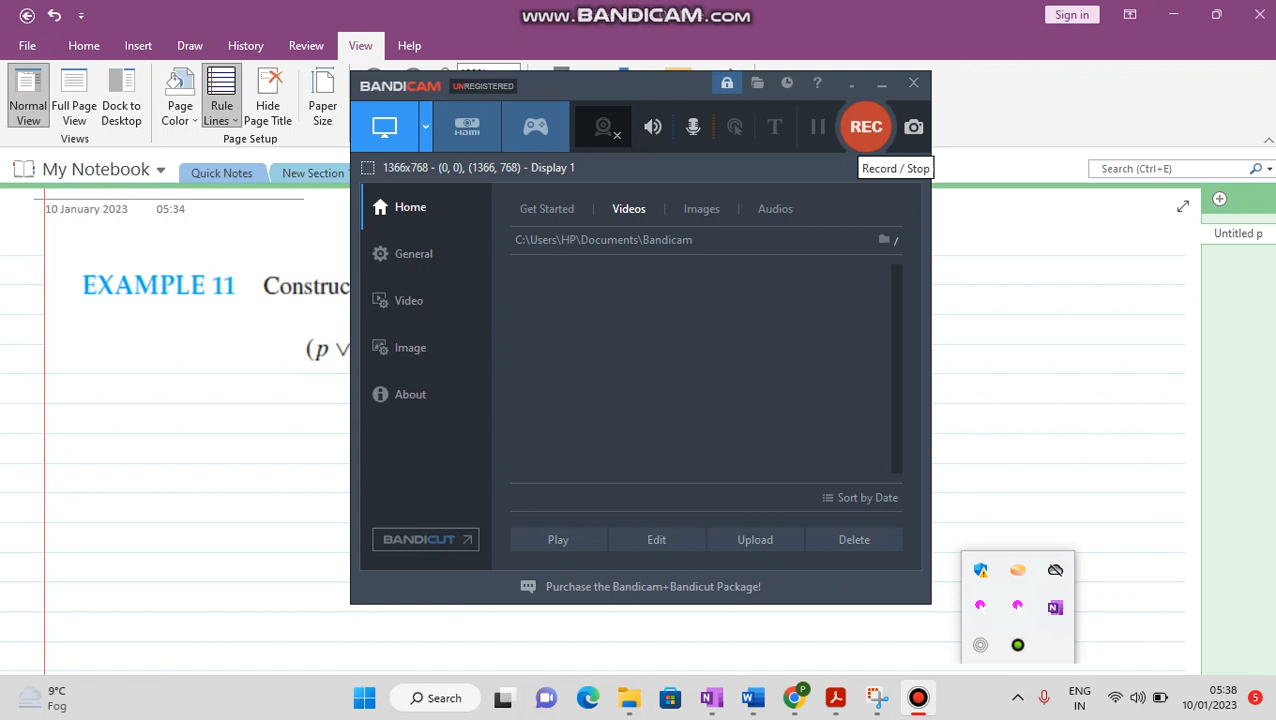 www.BANDICAM.com
Sign in
File
Home
Insert
Draw
History
Review
View
Help
Normal View
Full Page View
Dock to Desktop
Page Color
Rule Lines
Hide Page Title
Paper Size
Views
Page Setup
BANDICAM
UNREGISTERED
HDMI
REC
Record / Stop
1366x768 - (0, 0), (1366, 768) - Display 1
My Notebook
Quick Notes
New Section
Search (Ctrl+E)
10 January 2023
05:34
Untitled p
Home
General
Video
Image
About
BANDICUT
Get Started
Videos
Images
Audios
C:\Users\HP\Documents\Bandicam
Sort by Date
Play
Edit
Upload
Delete
Purchase the Bandicam+Bandicut Package!
EXAMPLE 11 Construc
(p ∨
9°C
Fog
Search
ENG
IN
05:38
10/01/2023
5